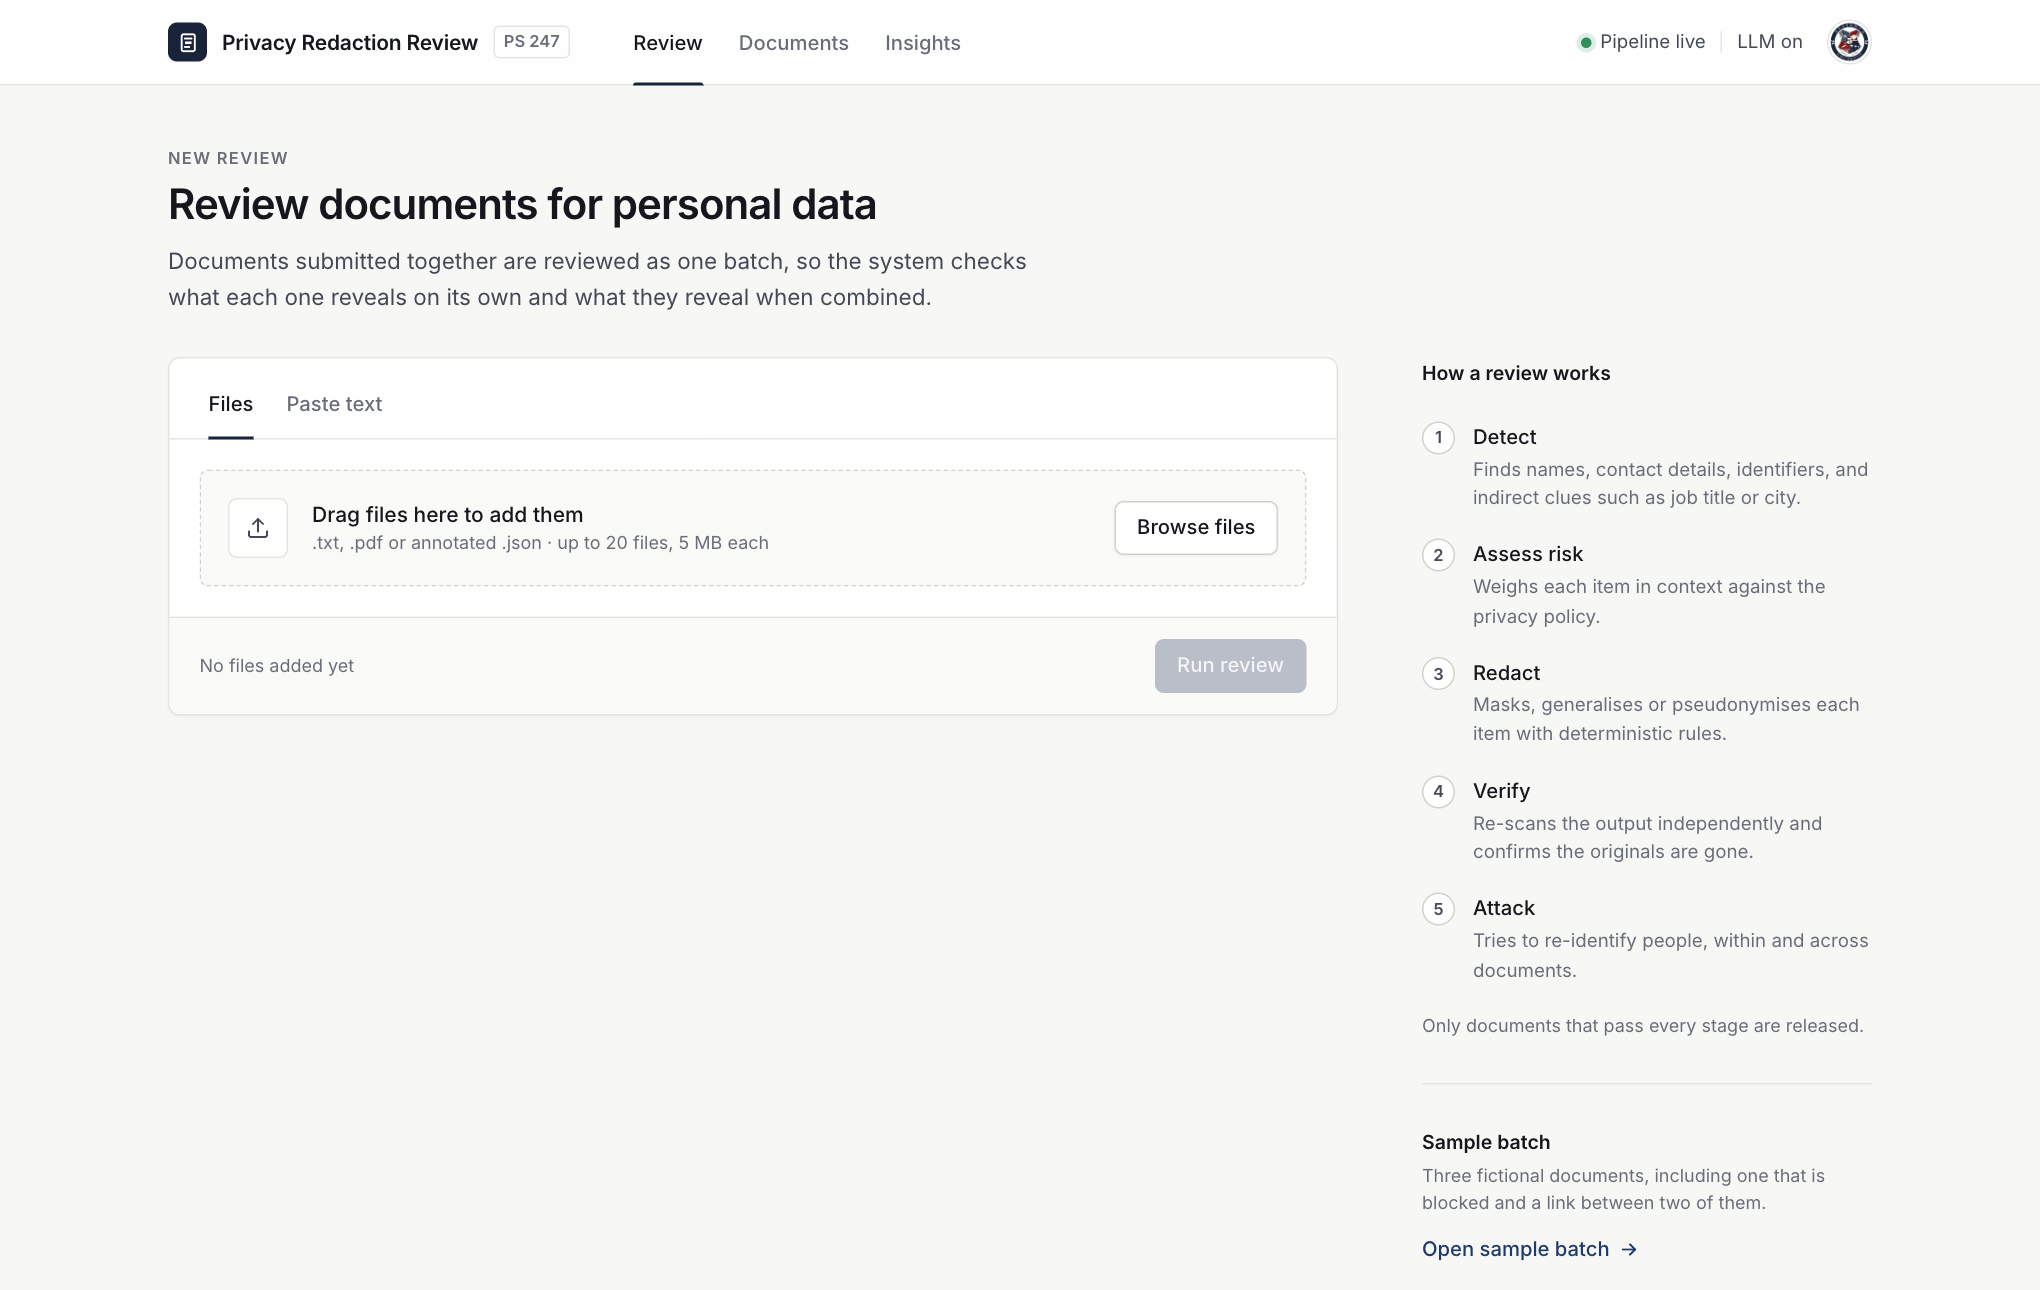 Privacy Redaction Review
PS 247
Review
Documents
Insights
Pipeline live
LLM on
NEW REVIEW
Review documents for personal data
Documents submitted together are reviewed as one batch, so the system checks
what each one reveals on its own and what they reveal when combined.
Files
Paste text
Drag files here to add them
.txt, .pdf or annotated .json · up to 20 files, 5 MB each
Browse files
No files added yet
Run review
How a review works
1
Detect
Finds names, contact details, identifiers, and
indirect clues such as job title or city.
2
Assess risk
Weighs each item in context against the
privacy policy.
3
Redact
Masks, generalises or pseudonymises each
item with deterministic rules.
4
Verify
Re-scans the output independently and
confirms the originals are gone.
5
Attack
Tries to re-identify people, within and across
documents.
Only documents that pass every stage are released.
Sample batch
Three fictional documents, including one that is
blocked and a link between two of them.
Open sample batch →